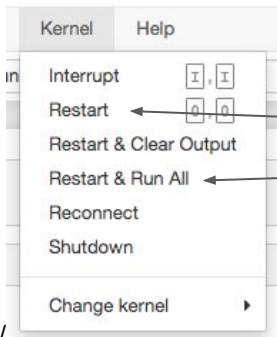 Kernel Help
Interrupt I , I
Restart 0 , 0
Restart & Clear Output
Restart & Run All
Reconnect
Shutdown
Change kernel